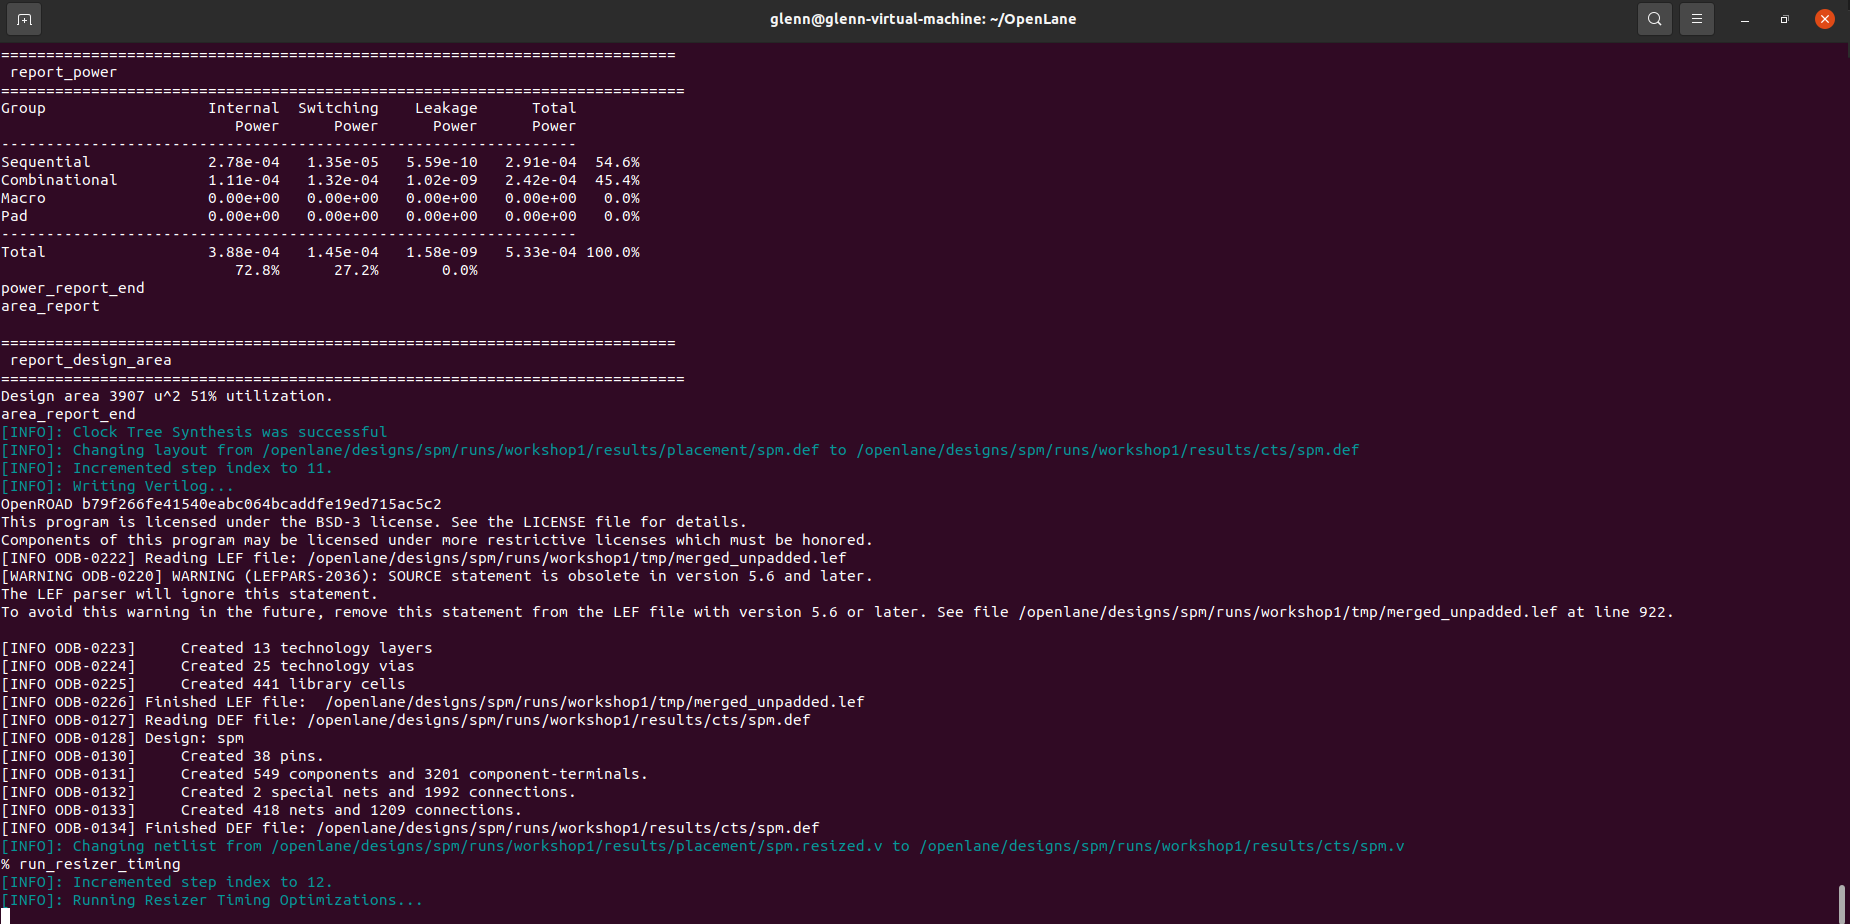 glenn@glenn-virtual-machine: ~/OpenLane
===========================================================================
 report_power
============================================================================
Group                  Internal  Switching    Leakage      Total
                          Power      Power      Power      Power
----------------------------------------------------------------
Sequential             2.78e-04   1.35e-05   5.59e-10   2.91e-04  54.6%
Combinational          1.11e-04   1.32e-04   1.02e-09   2.42e-04  45.4%
Macro                  0.00e+00   0.00e+00   0.00e+00   0.00e+00   0.0%
Pad                    0.00e+00   0.00e+00   0.00e+00   0.00e+00   0.0%
----------------------------------------------------------------
Total                  3.88e-04   1.45e-04   1.58e-09   5.33e-04 100.0%
                          72.8%      27.2%       0.0%
power_report_end
area_report
===========================================================================
 report_design_area
============================================================================
Design area 3907 u^2 51% utilization.
area_report_end
[INFO]: Clock Tree Synthesis was successful
[INFO]: Changing layout from /openlane/designs/spm/runs/workshop1/results/placement/spm.def to /openlane/designs/spm/runs/workshop1/results/cts/spm.def
[INFO]: Incremented step index to 11.
[INFO]: Writing Verilog...
OpenROAD b79f266fe41540eabc064bcaddfe19ed715ac5c2
This program is licensed under the BSD-3 license. See the LICENSE file for details.
Components of this program may be licensed under more restrictive licenses which must be honored.
[INFO ODB-0222] Reading LEF file: /openlane/designs/spm/runs/workshop1/tmp/merged_unpadded.lef
[WARNING ODB-0220] WARNING (LEFPARS-2036): SOURCE statement is obsolete in version 5.6 and later.
The LEF parser will ignore this statement.
To avoid this warning in the future, remove this statement from the LEF file with version 5.6 or later. See file /openlane/designs/spm/runs/workshop1/tmp/merged_unpadded.lef at line 922.
[INFO ODB-0223]     Created 13 technology layers
[INFO ODB-0224]     Created 25 technology vias
[INFO ODB-0225]     Created 441 library cells
[INFO ODB-0226] Finished LEF file:  /openlane/designs/spm/runs/workshop1/tmp/merged_unpadded.lef
[INFO ODB-0127] Reading DEF file: /openlane/designs/spm/runs/workshop1/results/cts/spm.def
[INFO ODB-0128] Design: spm
[INFO ODB-0130]     Created 38 pins.
[INFO ODB-0131]     Created 549 components and 3201 component-terminals.
[INFO ODB-0132]     Created 2 special nets and 1992 connections.
[INFO ODB-0133]     Created 418 nets and 1209 connections.
[INFO ODB-0134] Finished DEF file: /openlane/designs/spm/runs/workshop1/results/cts/spm.def
[INFO]: Changing netlist from /openlane/designs/spm/runs/workshop1/results/placement/spm.resized.v to /openlane/designs/spm/runs/workshop1/results/cts/spm.v
% run_resizer_timing
[INFO]: Incremented step index to 12.
[INFO]: Running Resizer Timing Optimizations...